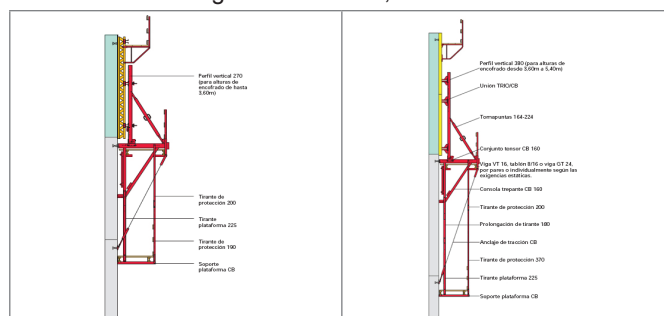 Perfil vertical 270
(para alturas de
encofrado de hasta
3.60m)
Tirante de
protección 200
Tirante
plataforma 225
Tirante de
protección 190
Soporte
plataforma CB
Perfil vertical 380 (para alturas de
encofrado desde 3.60m a 5.40m)
Union TRIO/CB
Tornapuntas 164-224
Conjunto tensor CB 160
Viga VT 16, tablón 8/16 o viga GT 24,
por pares o individualmente según las
exigencias estáticas.
Consola trepante CB 160
Tirante de protección 200
Prolongación de tirante 180
Anclaje de tracción CB
Tirante de protección 370
Tirante plataforma 225
Soporte plataforma CB